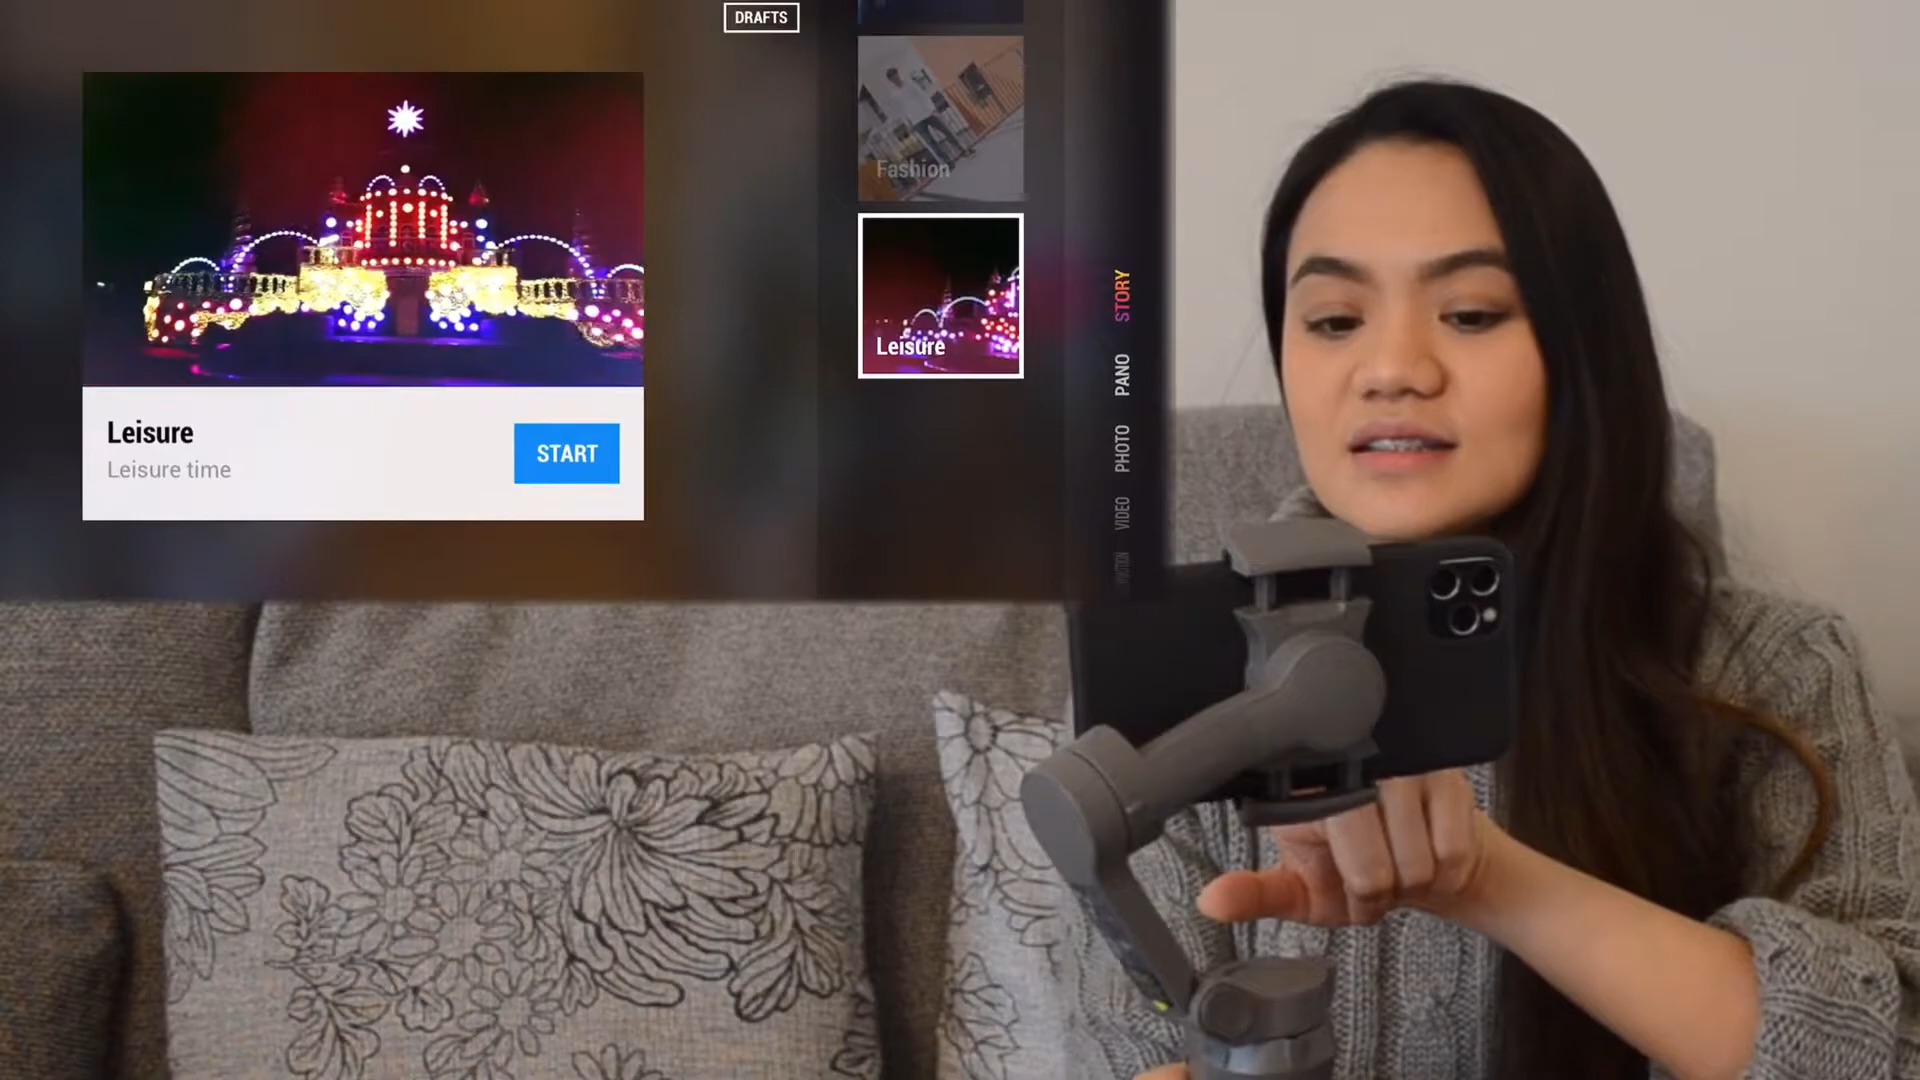 DRAFTS
Fashion
Leisure
Leisure
Leisure time
START
STORY
PANO
PHOTO
VIDEO